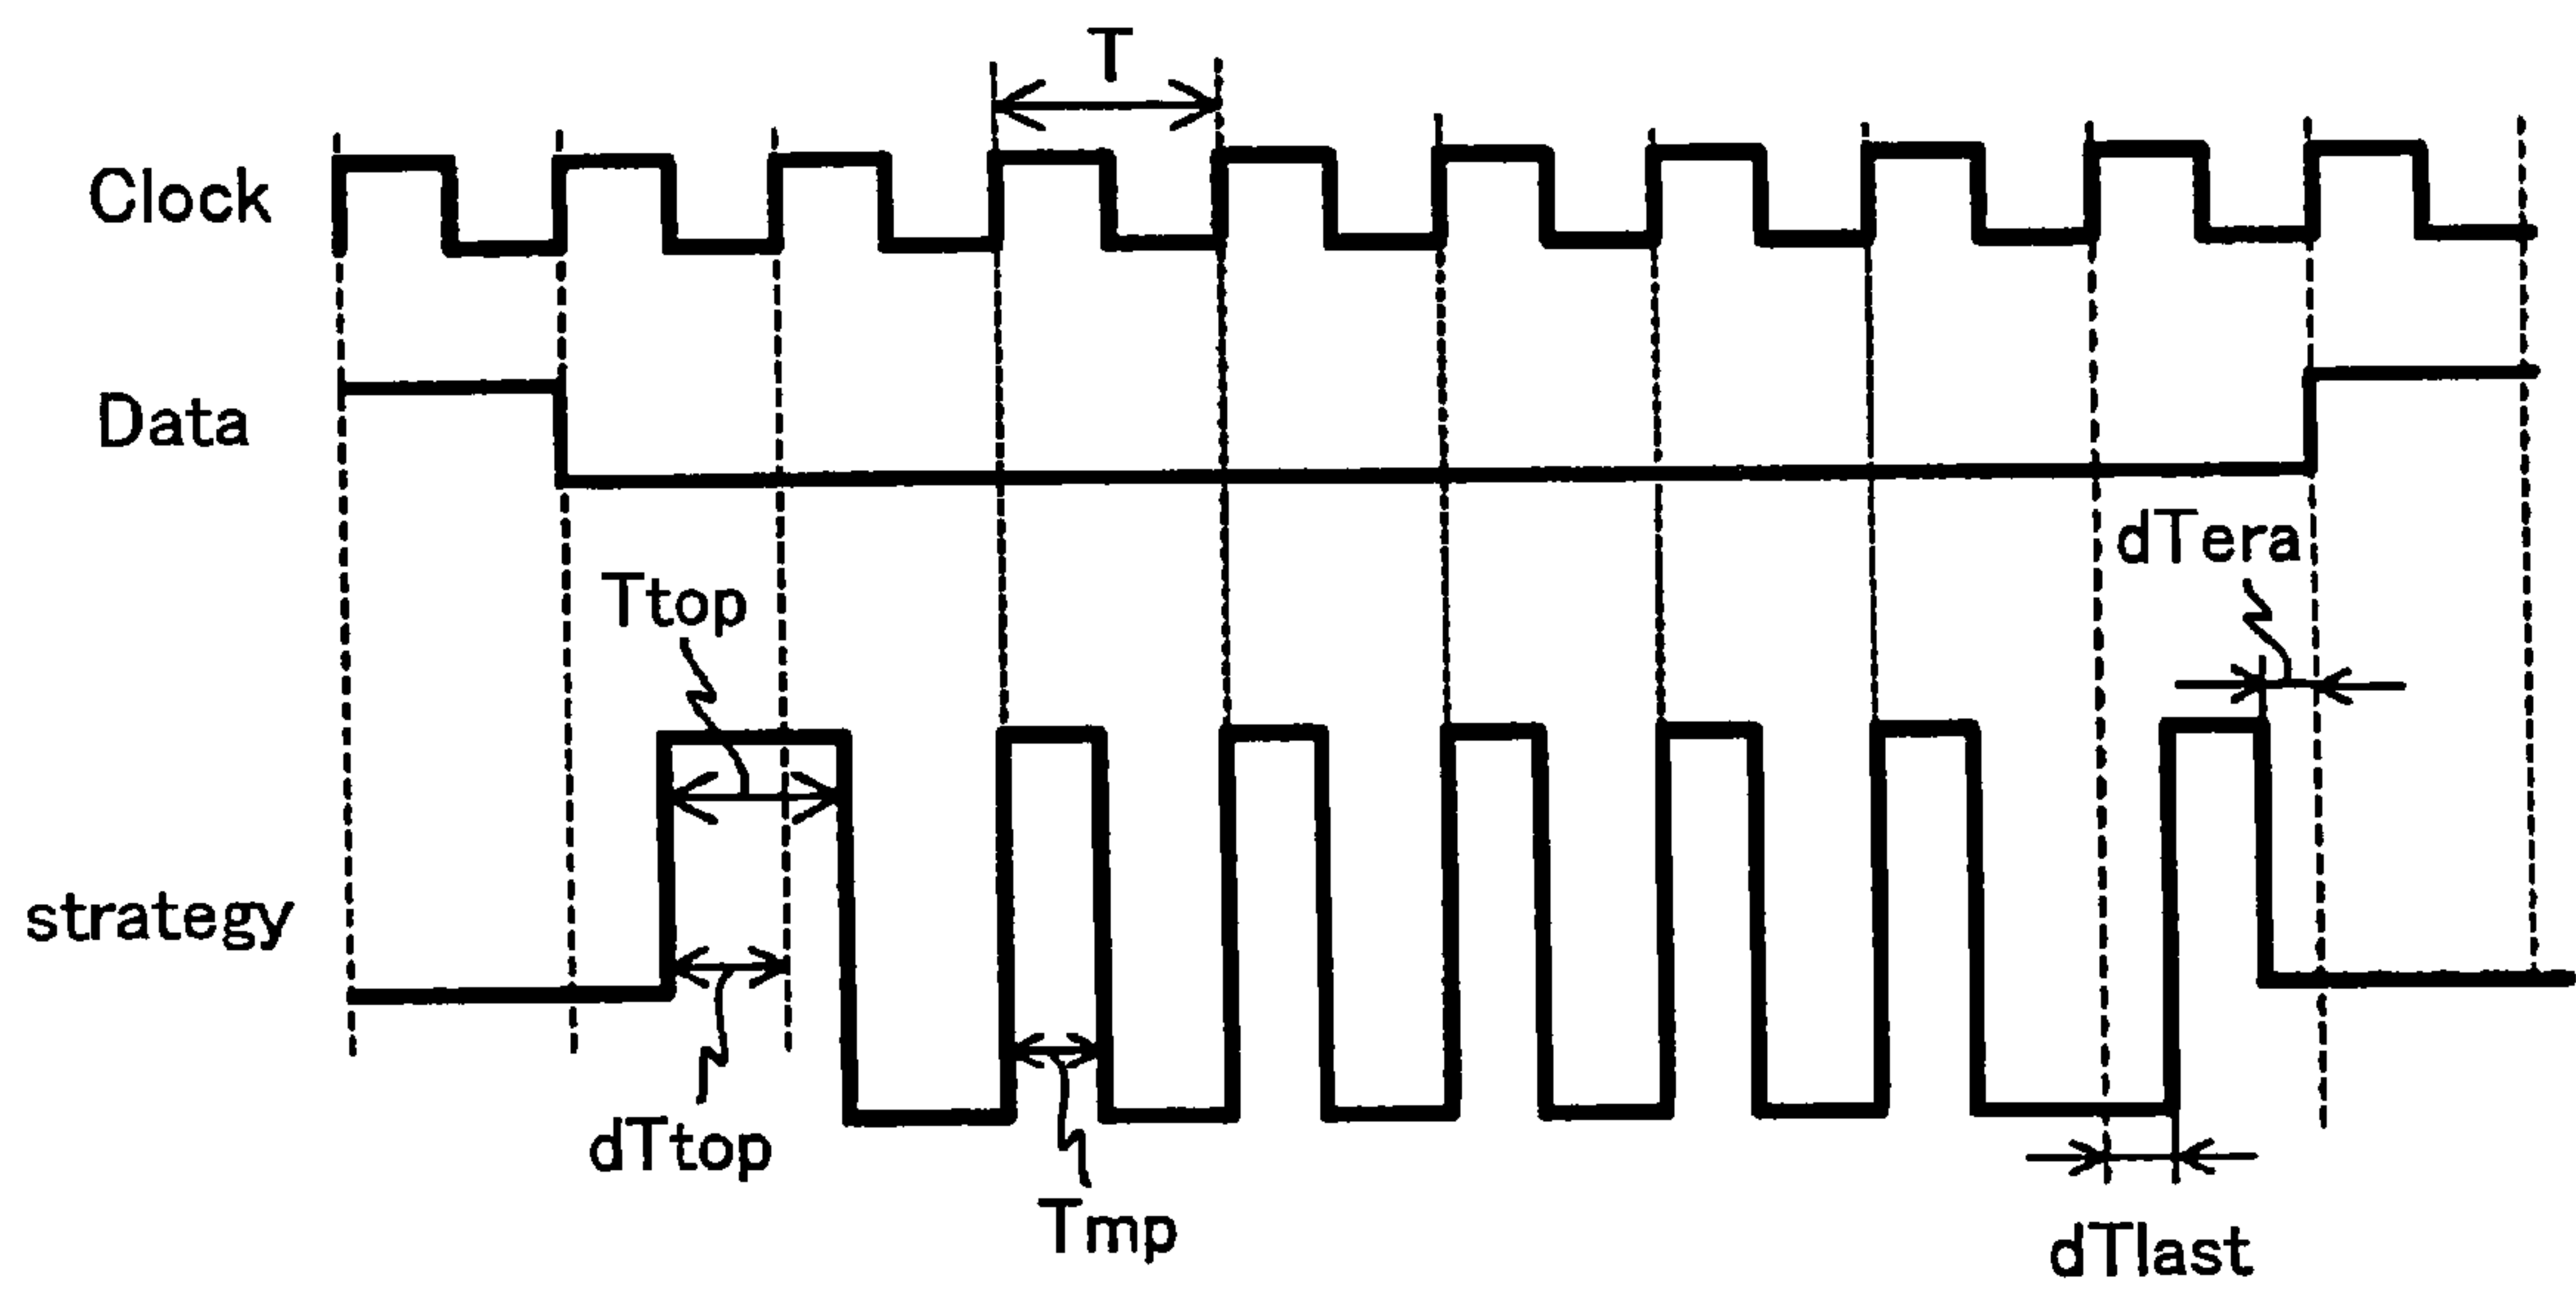 T
Clock
Data
dTera
Ttop
strategy
dTtop
Tmp
dTlast